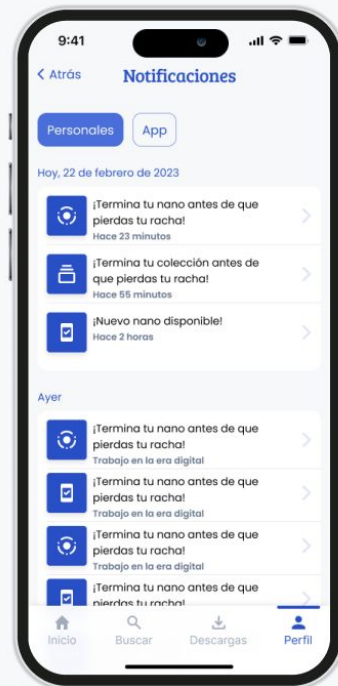 9:41
Atrás
Notificaciones
Personales
App
Hoy, 22 de febrero de 2023
¡Termina tu nano antes de que
pierdas tu racha!
Hace 23 minutos
¡Termina tu colección antes de
que pierdas tu racha!
Hace 55 minutos
¡Nuevo nano disponible!
Hace 2 horas
Ayer
¡Termina tu nano antes de que
pierdas tu racha!
Trabajo en la era digital
¡Termina tu nano antes de que
pierdas tu racha!
Trabajo en la era digital
¡Termina tu nano antes de que
pierdas tu racha!
Trabajo en la era digital
¡Termina tu nano antes de que
pierdas tu racha!
Inicio
Buscar
Descargas
Perfil